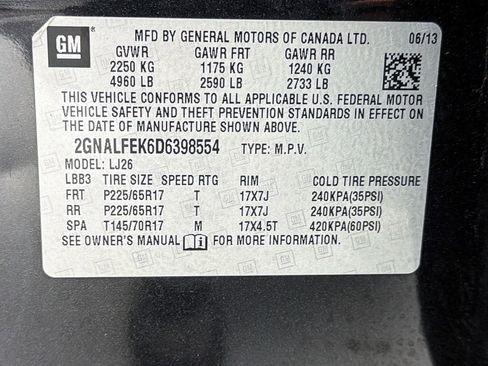 GM
MFD BY GENERAL MOTORS OF CANADA LTD. 06/13
GVWR GAWR FRT GAWR RR
2250 KG 1175 KG 1240 KG
4960 LB 2590 LB 2733 LB
THIS VEHICLE CONFORMS TO ALL APPLICABLE U.S. FEDERAL MOTOR
VEHICLE SAFETY AND THEFT PREVENTION STANDARDS IN EFFECT ON
THE DATE OF MANUFACTURE SHOWN ABOVE.
2GNALFEK6D6398554 TYPE: M.P.V.
MODEL: LJ26
LBB3 TIRE SIZE SPEED RTG RIM COLD TIRE PRESSURE
FRT P225/65R17 T 17X7J 240KPA(35PSI)
RR P225/65R17 T 17X7J 240KPA(35PSI)
SPA T145/70R17 M 17X4.5T 420KPA(60PSI)
SEE OWNER'S MANUAL FOR MORE INFORMATION